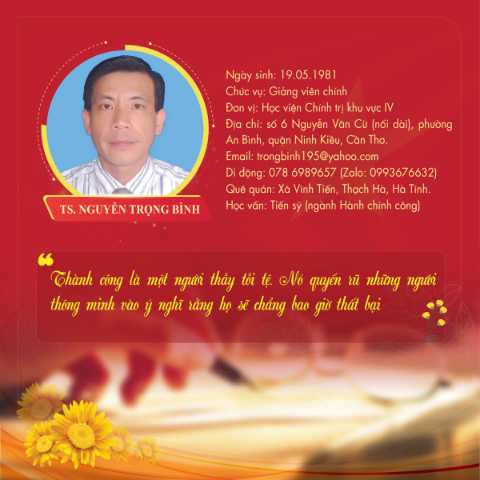 Ngày sinh: 19.05.1981
Chức vụ: Giảng viên chính
Đơn vị: Học viện Chính trị khu vực IV
Địa chỉ: số 6 Nguyễn Văn Cừ (nối dài), phường
An Bình, quận Ninh Kiều, Cần Thơ.
Email: trongbinh195@yahoo.com
Di động: 078 6989657 (Zalo: 0993676632)
Quê quán: Xã Vĩnh Tiến, Thạch Hà, Hà Tĩnh.
Học vấn: Tiến sỹ (ngành Hành chính công)
TS. NGUYỄN TRỌNG BÌNH
“
Thành công là một người thầy tồi tệ. Nó quyến rũ những người
thông minh vào ý nghĩ rằng họ sẽ chẳng bao giờ thất bại